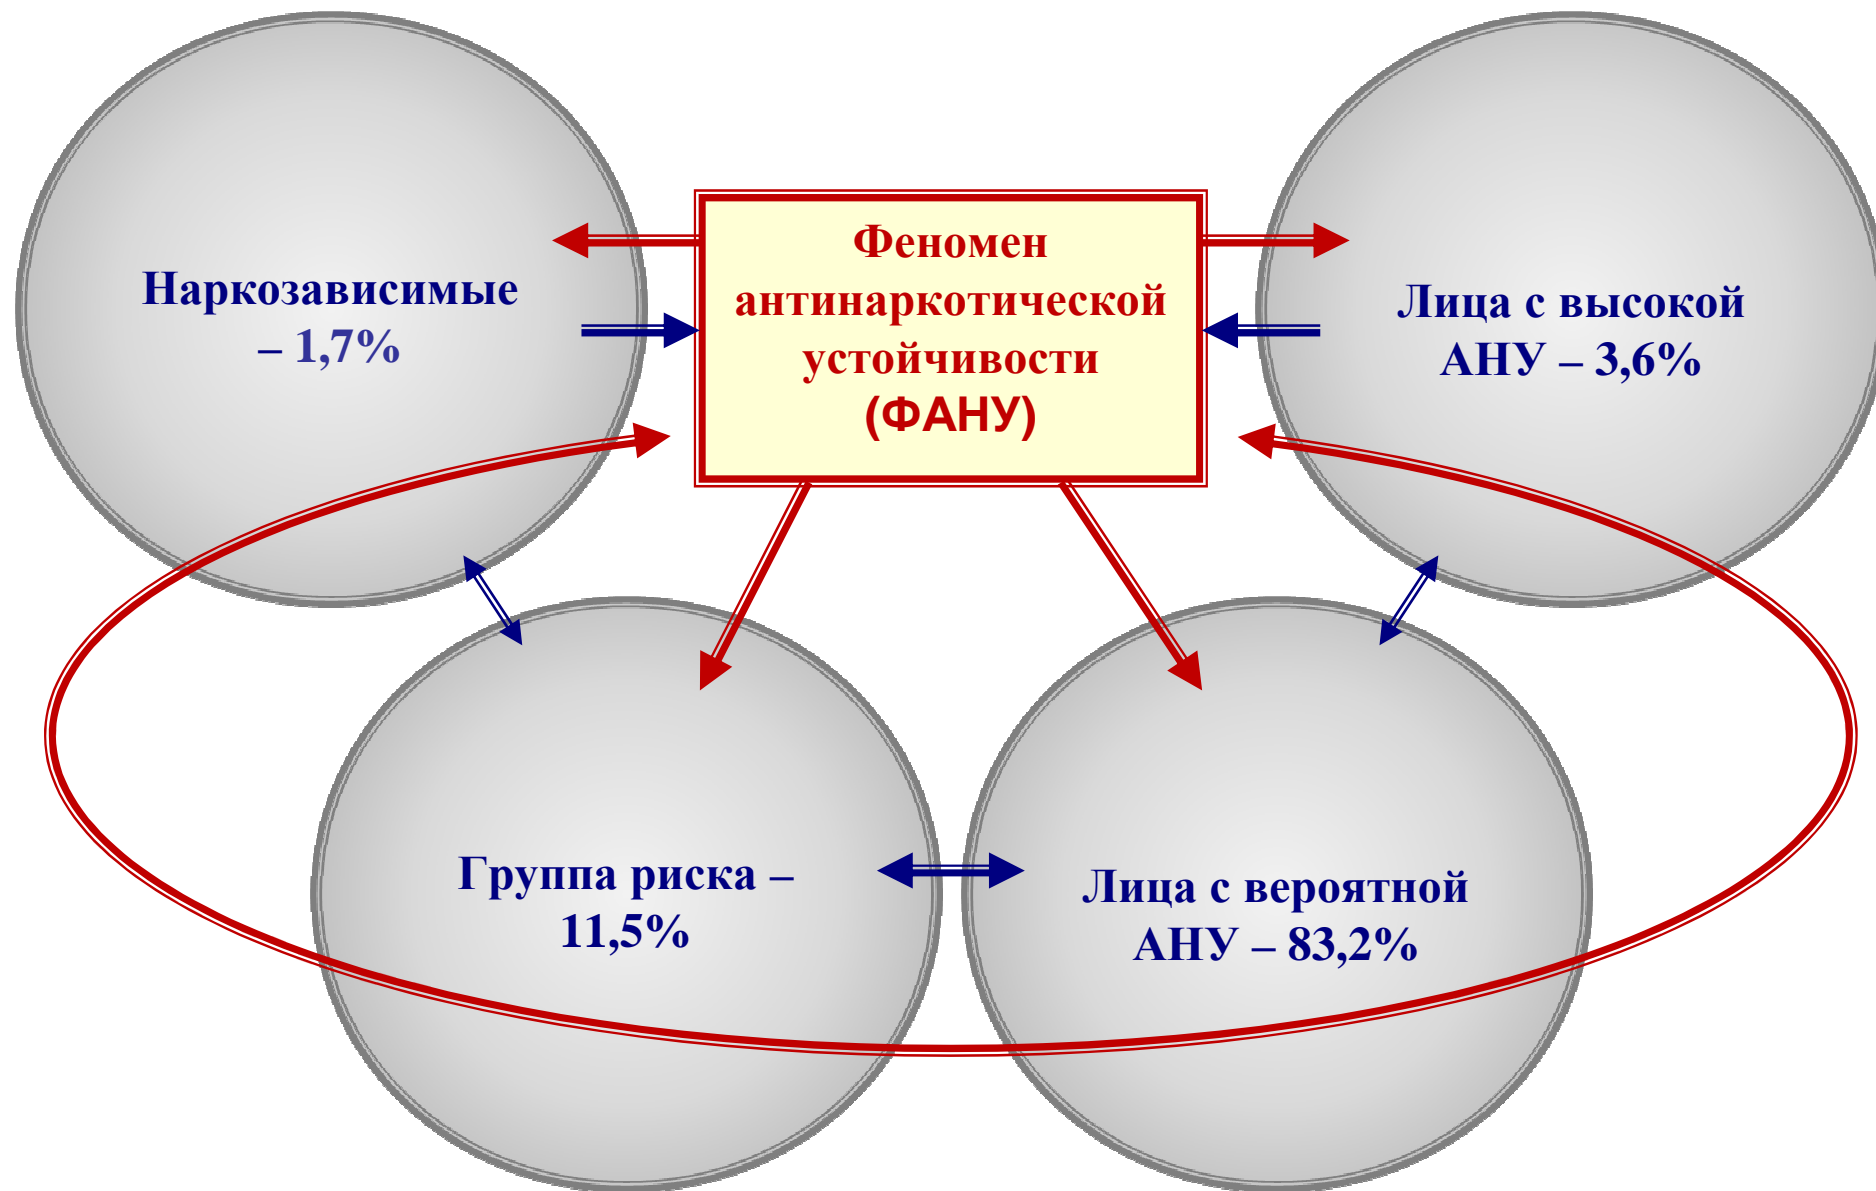 Феномен
антинаркотической
устойчивости
(ФАНУ)
Наркозависимые
– 1,7%
Лица с высокой
АНУ – 3,6%
Группа риска –
11,5%
Лица с вероятной
АНУ – 83,2%